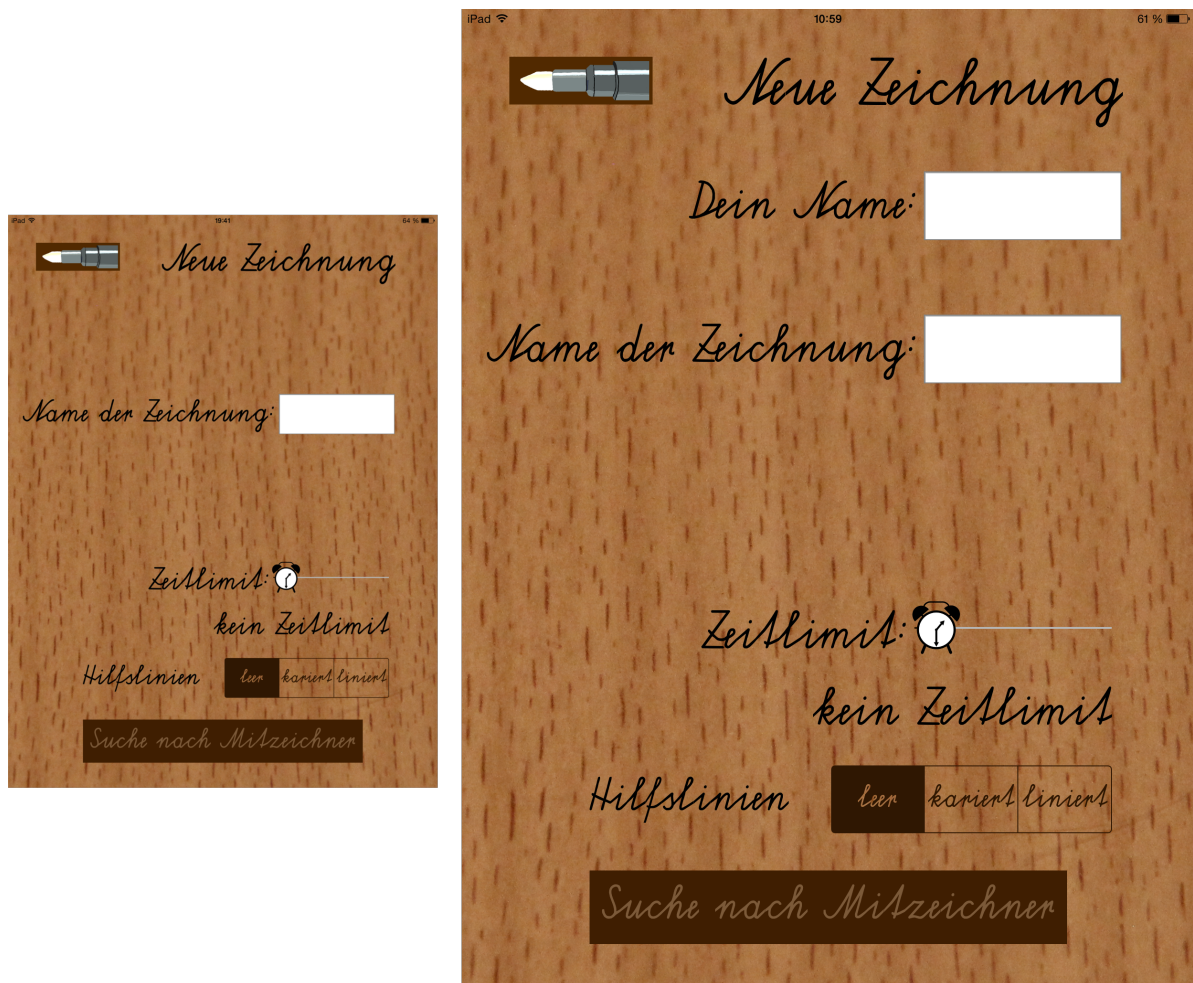 iPad 19:41 64 %
Neue Zeichnung
Name der Zeichnung:
Zeitlimit:
kein Zeitlimit
Hilfslinien leer kariert liniert
Suche nach Mitzeichner
iPad 10:59 61 %
Neue Zeichnung
Dein Name:
Name der Zeichnung:
Zeitlimit:
kein Zeitlimit
Hilfslinien leer kariert liniert
Suche nach Mitzeichner